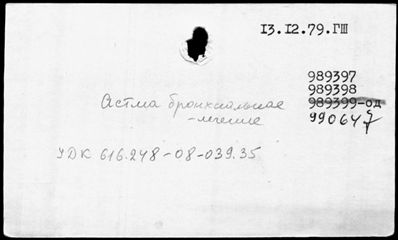 13.12.79.ГШ
989397
989398
989399-од
990647
Астма бронхиальная
-лечение
УДК 616.248-08-039.35